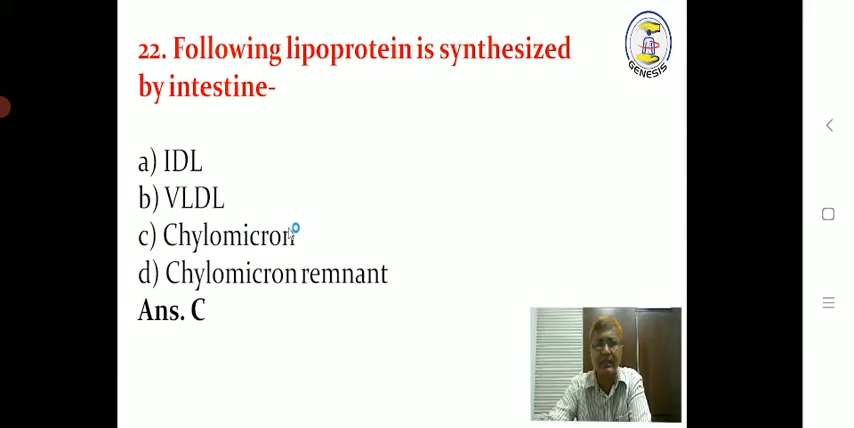 22. Following lipoprotein is synthesized
by intestine-
GENESIS
a) IDL
b) VLDL
c) Chylomicron
d) Chylomicron remnant
Ans. C